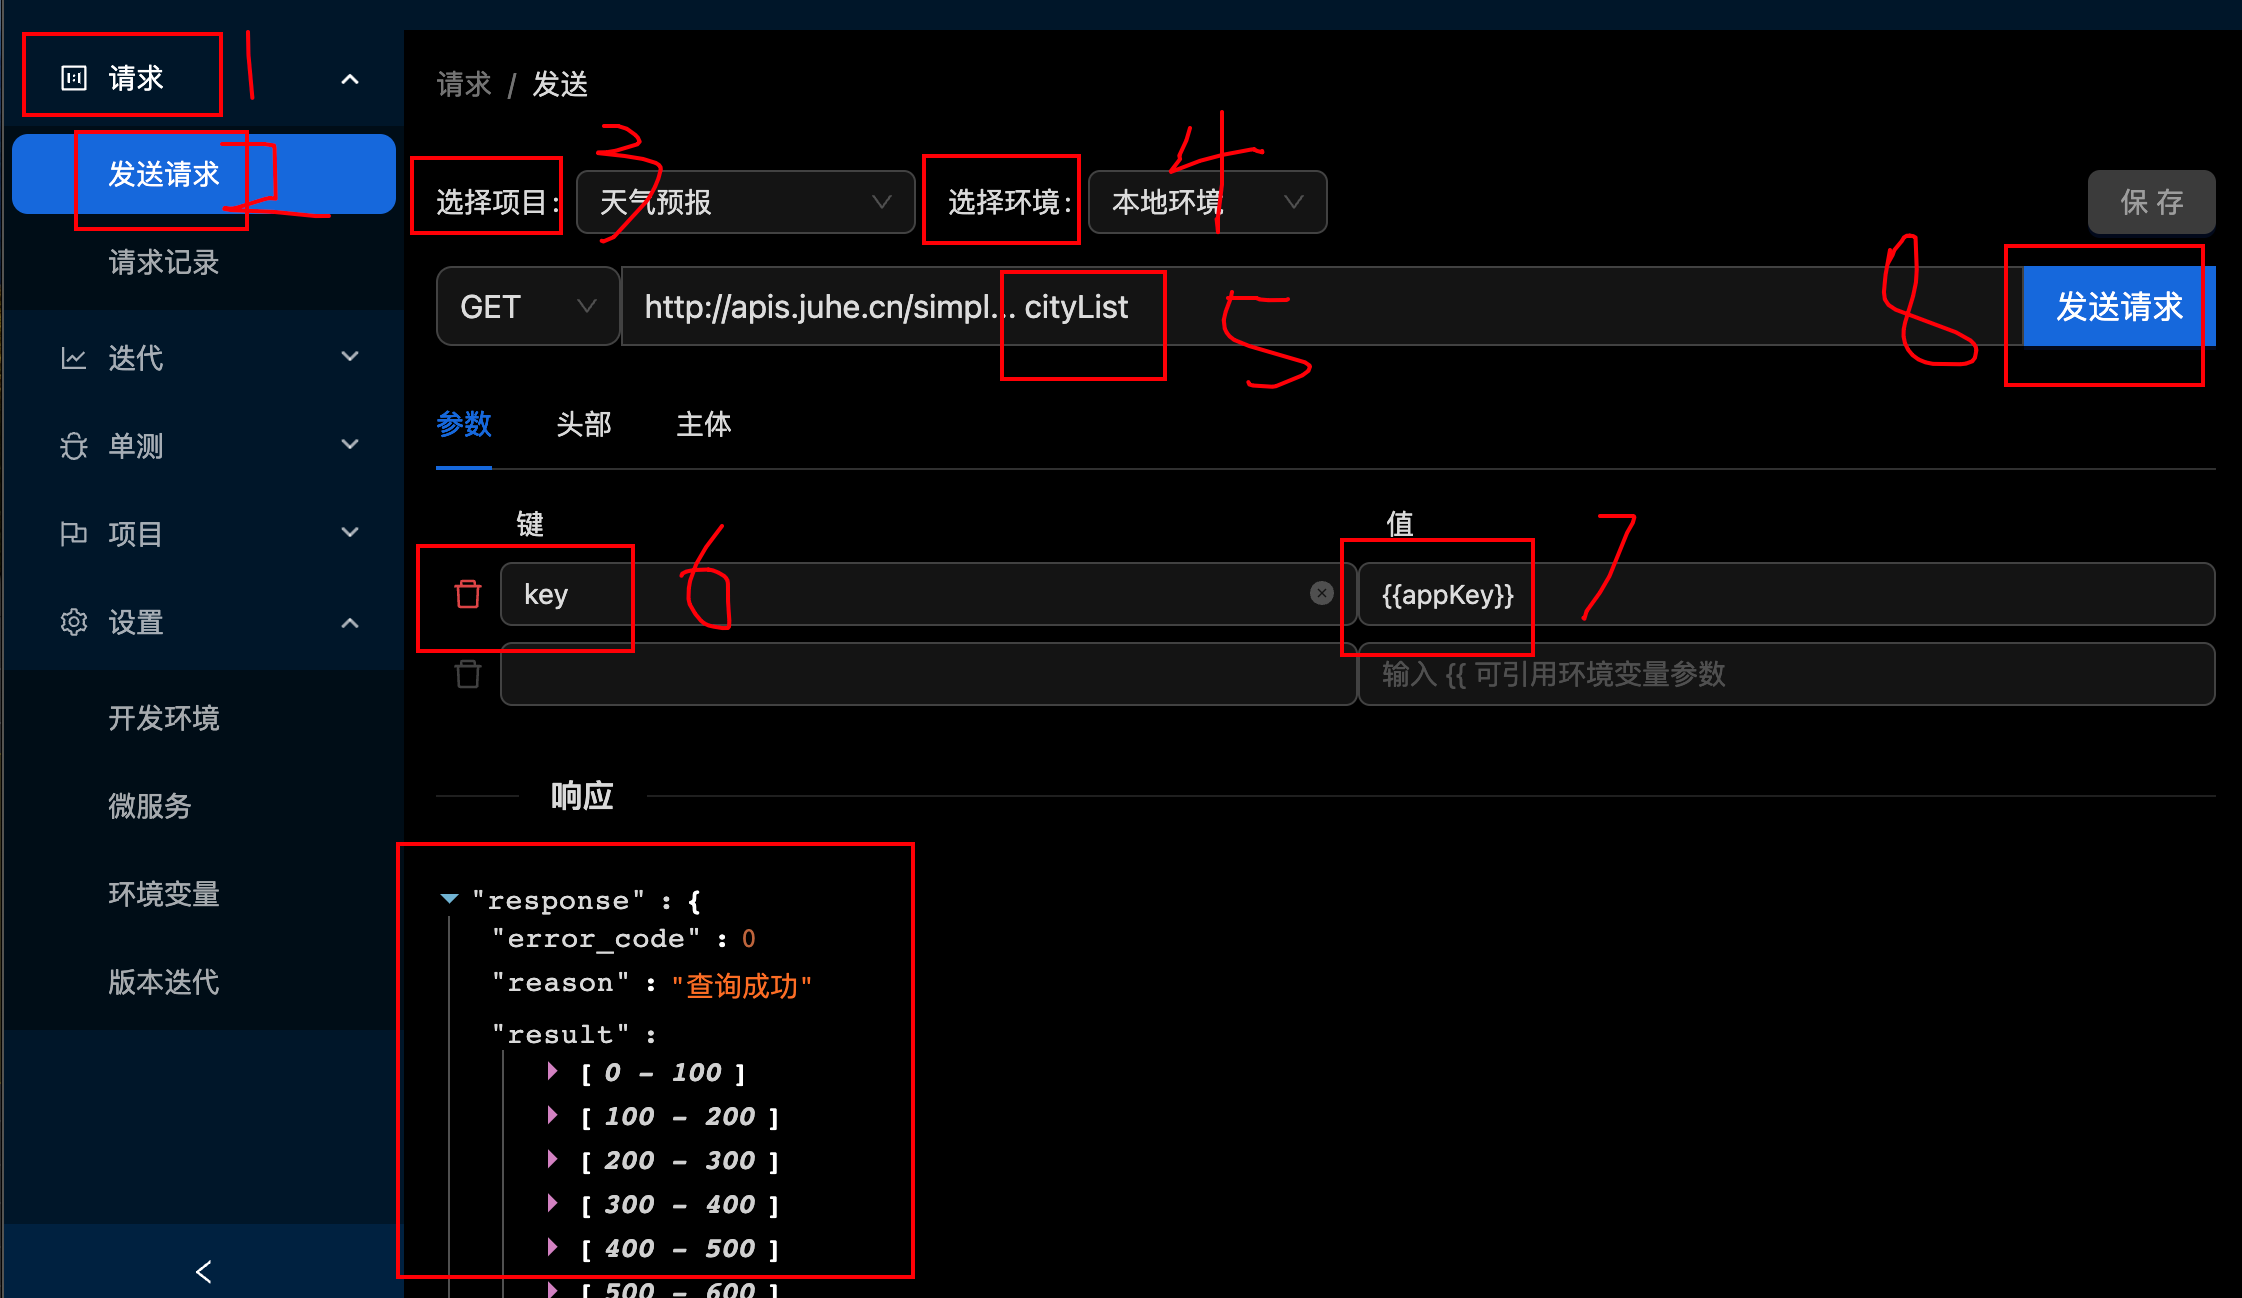 请求
1
发送请求
2
请求记录
迭代
单测
项目
设置
开发环境
微服务
环境变量
版本迭代
请求 / 发送
选择项目:
天气预报
3
选择环境:
本地环境
4
保 存
GET
http://apis.juhe.cn/simpl... cityList
5
8
发送请求
参数
头部
主体
键
值
key
6
{{appKey}}
7
输入 {{ 可引用环境变量参数
响应
"response" : {
"error_code" : 0
"reason" : "查询成功"
"result" :
[ 0 - 100 ]
[ 100 - 200 ]
[ 200 - 300 ]
[ 300 - 400 ]
[ 400 - 500 ]
[ 500 - 600 ]